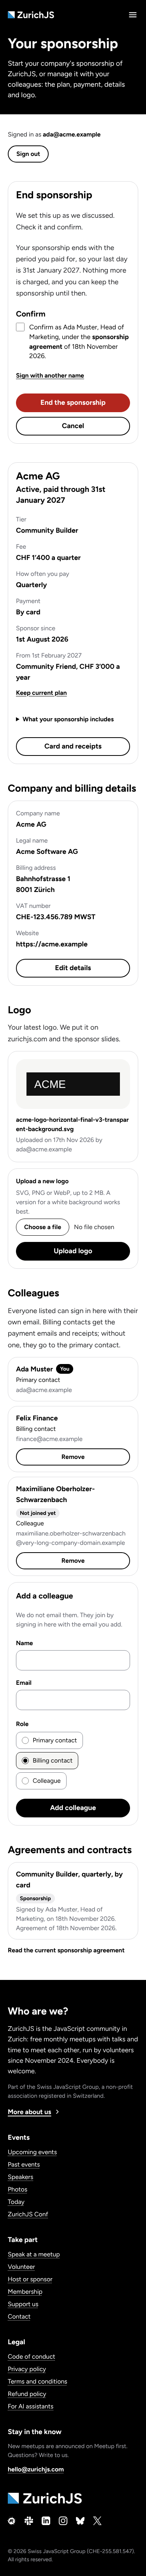 ZurichJS
Your sponsorship
Start your company's sponsorship of
ZurichJS, or manage it with your
colleagues: the plan, payment, details
and logo.
Signed in as ada@acme.example
Sign out
End sponsorship
We set this up as we discussed.
Check it and confirm.
Your sponsorship ends with the
period you paid for, so your last day
is 31 January 2027. Nothing more
is charged, and you keep the
sponsorship until then.
Confirm
Confirm as Ada Muster, Head of
Marketing, under the sponsorship
agreement of 18th November
2026.
Sign with another name
End the sponsorship
Cancel
Acme AG
Active, paid through 31st
January 2027
Tier
Community Builder
Fee
CHF 1'400 a quarter
How often you pay
Quarterly
Payment
By card
Sponsor since
1st August 2026
From 1st February 2027
Community Friend, CHF 3'000 a
year
Keep current plan
What your sponsorship includes
Card and receipts
Company and billing details
Company name
Acme AG
Legal name
Acme Software AG
Billing address
Bahnhofstrasse 1
8001 Zürich
VAT number
CHE-123.456.789 MWST
Website
https://acme.example
Edit details
Logo
Your latest logo. We put it on
zurichjs.com and the sponsor slides.
ACME
acme-logo-horizontal-final-v3-transpar
ent-background.svg
Uploaded on 17th Nov 2026 by
ada@acme.example
Upload a new logo
SVG, PNG or WebP, up to 2 MB. A
version for a white background works
best.
Choose a file No file chosen
Upload logo
Colleagues
Everyone listed can sign in here with their
own email. Billing contacts get the
payment emails and receipts; without
one, they go to the primary contact.
Ada Muster You
Primary contact
ada@acme.example
Felix Finance
Billing contact
finance@acme.example
Remove
Maximiliane Oberholzer-
Schwarzenbach
Not joined yet
Colleague
maximiliane.oberholzer-schwarzenbach
@very-long-company-domain.example
Remove
Add a colleague
We do not email them. They join by
signing in here with the email you add.
Name
Email
Role
Primary contact
Billing contact
Colleague
Add colleague
Agreements and contracts
Community Builder, quarterly, by
card
Sponsorship
Signed by Ada Muster, Head of
Marketing, on 18th November 2026.
Agreement of 18th November 2026.
Read the current sponsorship agreement
Who are we?
ZurichJS is the JavaScript community in
Zurich: free monthly meetups with talks and
time to meet each other, run by volunteers
since November 2024. Everybody is
welcome.
Part of the Swiss JavaScript Group, a non-profit
association registered in Switzerland.
More about us
Events
Upcoming events
Past events
Speakers
Photos
Today
ZurichJS Conf
Take part
Speak at a meetup
Volunteer
Host or sponsor
Membership
Support us
Contact
Legal
Code of conduct
Privacy policy
Terms and conditions
Refund policy
For AI assistants
Stay in the know
New meetups are announced on Meetup first.
Questions? Write to us.
hello@zurichjs.com
ZurichJS
© 2026 Swiss JavaScript Group (CHE-255.581.547).
All rights reserved.